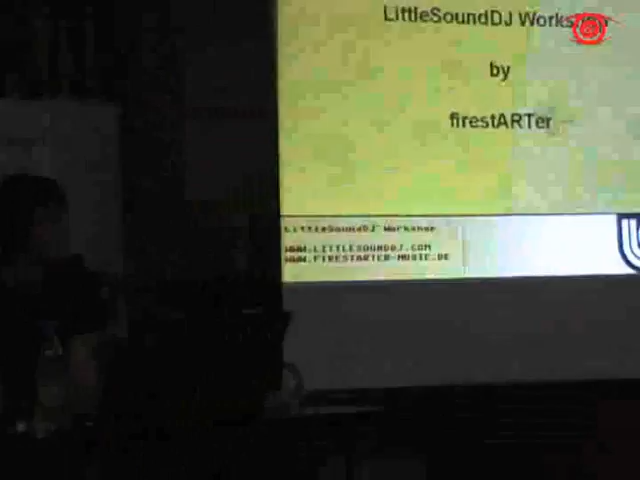 LittleSoundDJ Workshop
by
firestARTer
LittleSoundDJ Workshop
WWW.LITTLESOUNDDJ.COM
WWW.FIRESTARTER-MUSIC.DE